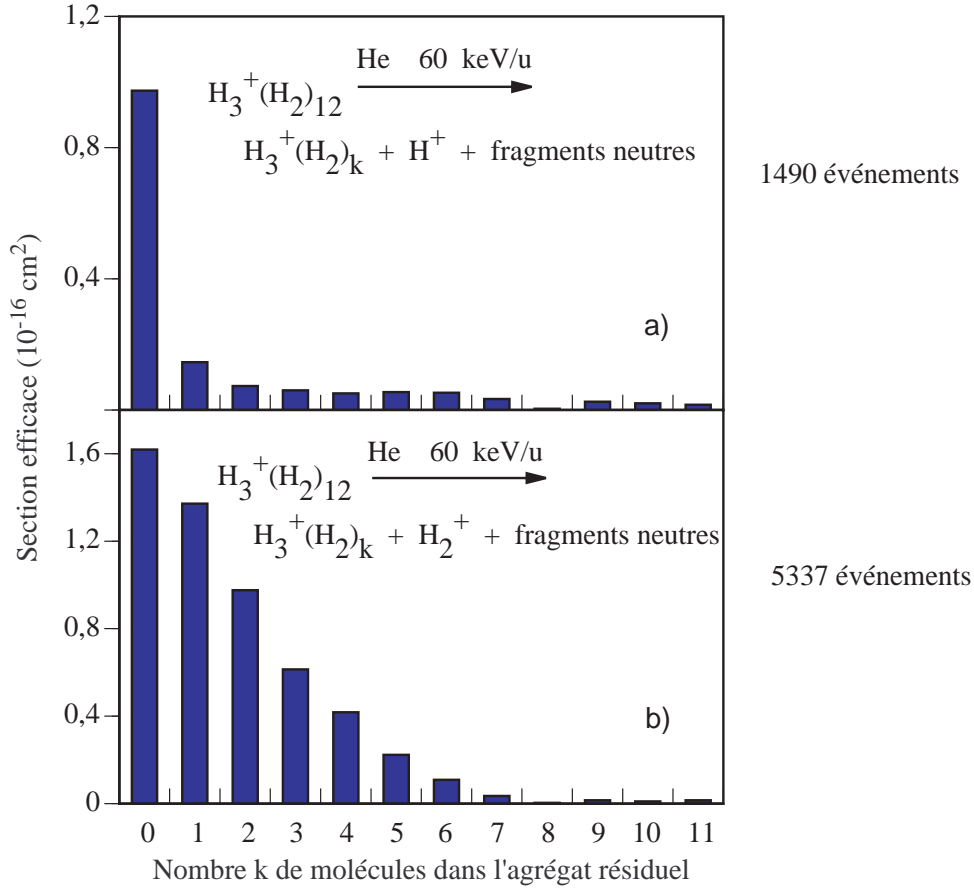 1,2
0,8
0,4
Section efficace (10-16 cm2)
He 60 keV/u
H3+(H2)12
H3+(H2)k + H+ + fragments neutres
1490 événements
a)
1,6
1,2
0,8
0,4
0
He 60 keV/u
H3+(H2)12
H3+(H2)k + H2+ + fragments neutres
5337 événements
b)
0 1 2 3 4 5 6 7 8 9 10 11
Nombre k de molécules dans l'agrégat résiduel